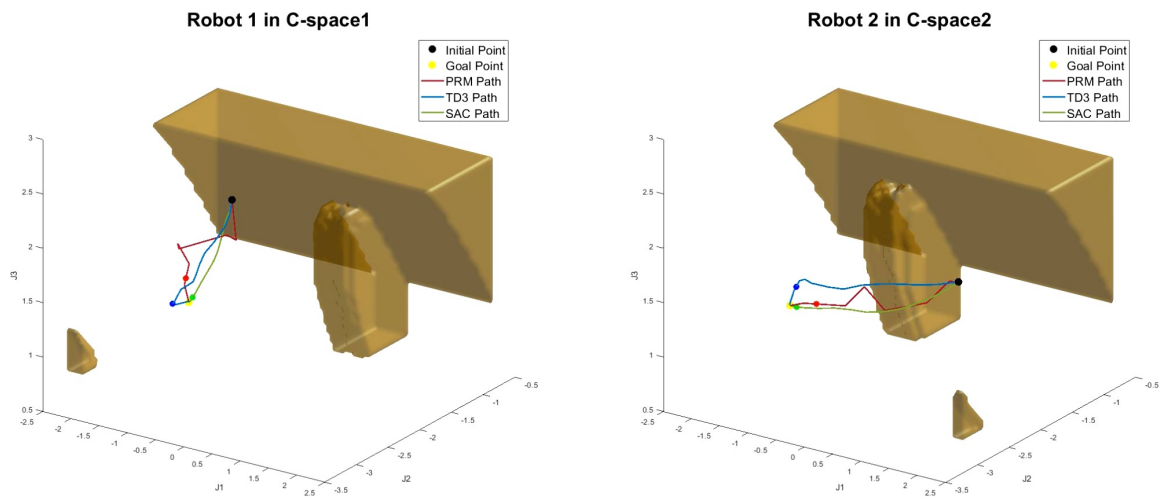 Robot 1 in C-space1
Initial Point
Goal Point
PRM Path
TD3 Path
SAC Path
3
2.5
2
1.5
1
0.5
J3
-2.5
-2
-1.5
-1
-0.5
0
0.5
1
1.5
2
2.5
J1
-3.5
-3
-2.5
-2
-1.5
-1
-0.5
J2
Robot 2 in C-space2
Initial Point
Goal Point
PRM Path
TD3 Path
SAC Path
3
2.5
2
1.5
1
0.5
J3
-2.5
-2
-1.5
-1
-0.5
0
0.5
1
1.5
2
2.5
J1
-3.5
-3
-2.5
-2
-1.5
-1
-0.5
J2